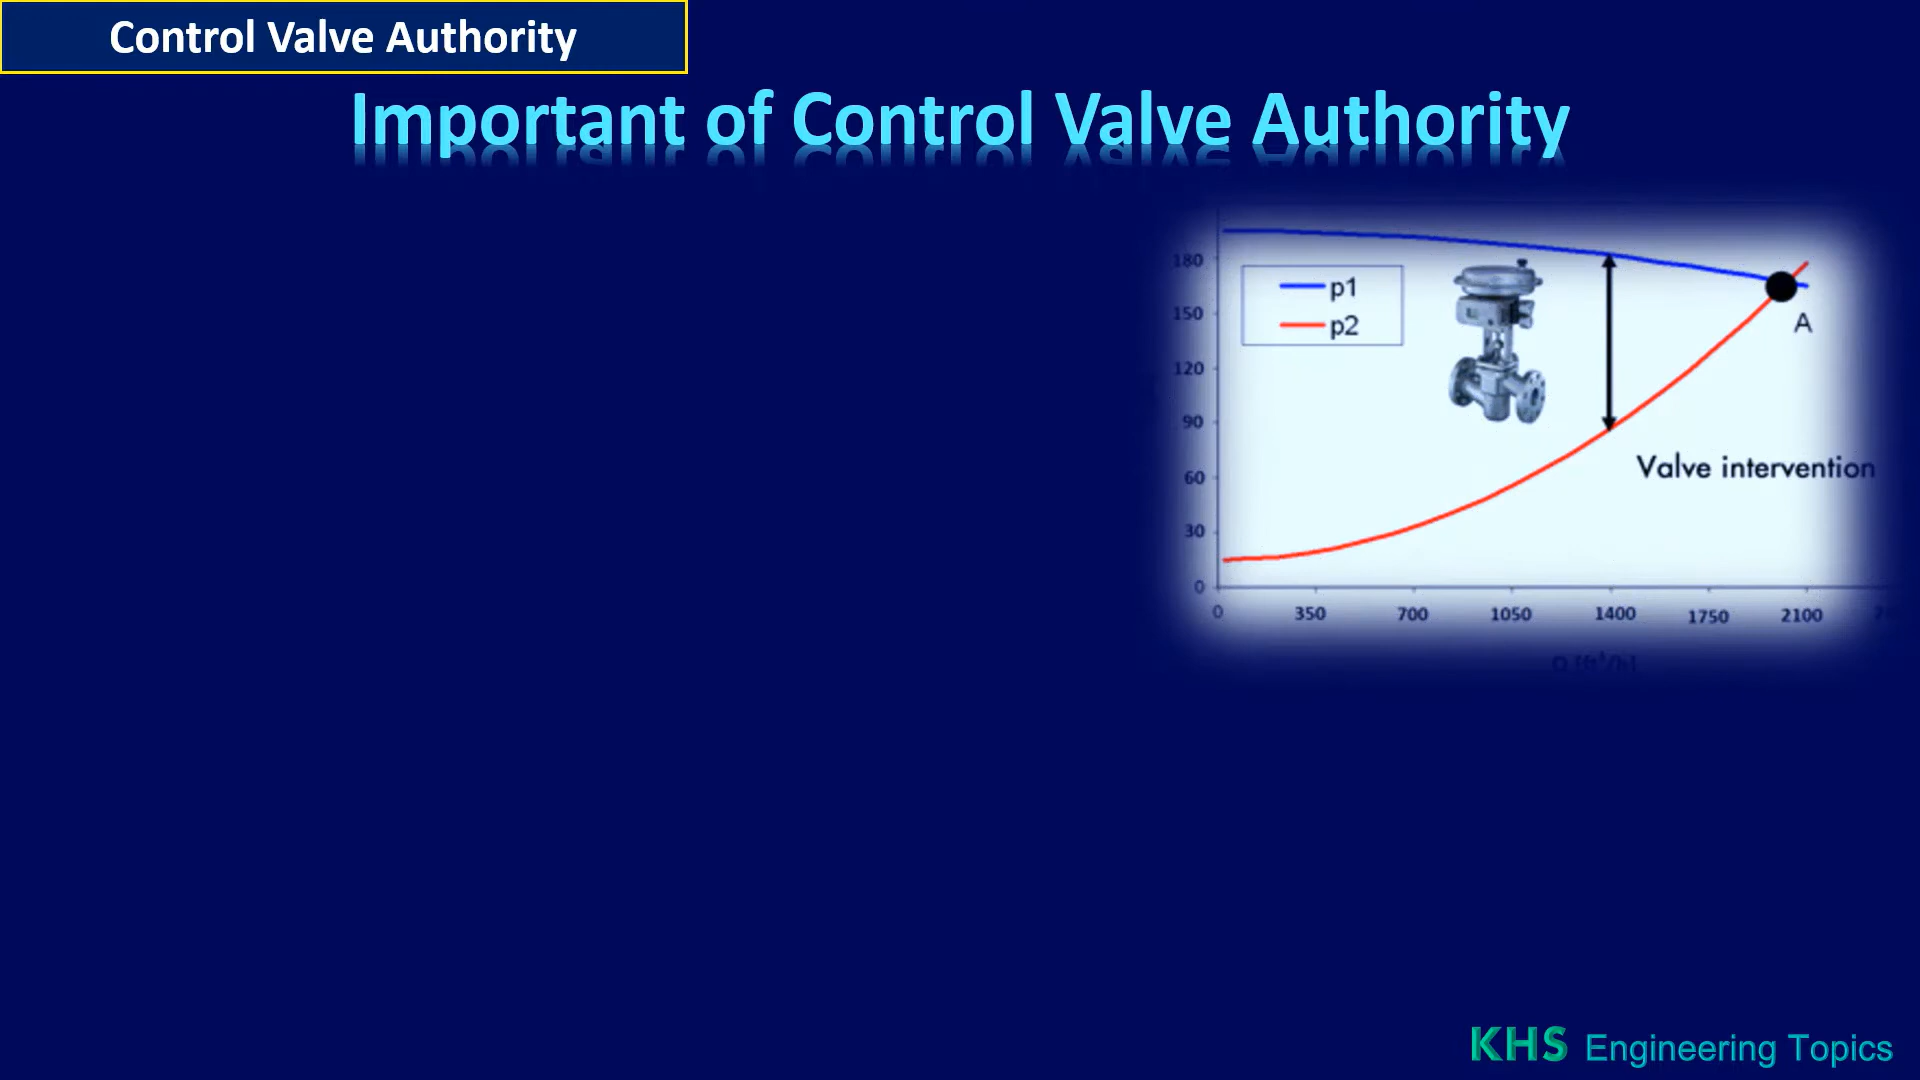 Control Valve Authority
Important of Control Valve Authority
180
150
120
90
60
30
0
p1
p2
A
Valve intervention
0 350 700 1050 1400 1750 2100
KHS Engineering Topics